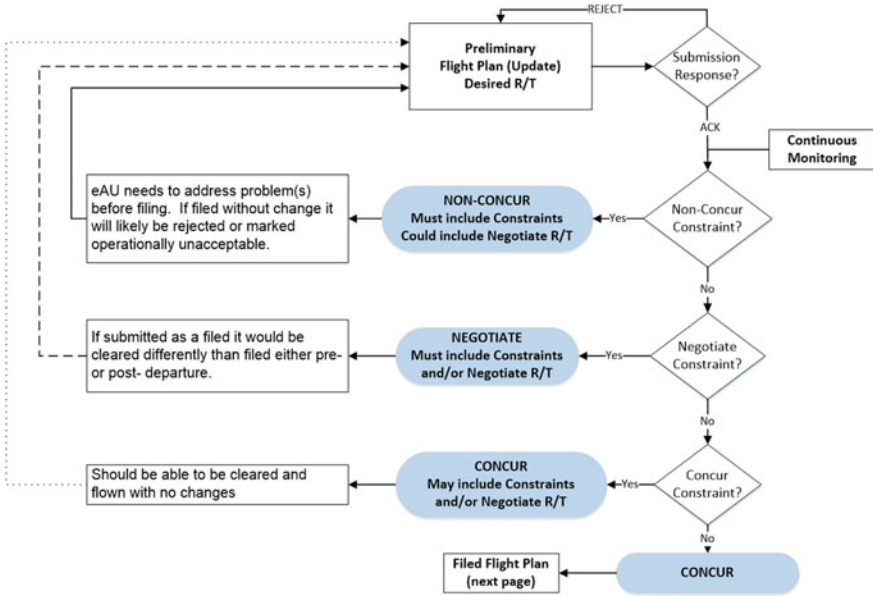 REJECT
Preliminary
Flight Plan (Update)
Desired R/T
Submission
Response?
ACK
Continuous
Monitoring
eAU needs to address problem(s)
before filing. If filed without change it
will likely be rejected or marked
operationally unacceptable.
NON-CONCUR
Must include Constraints
Could include Negotiate R/T
Yes
Non-Concur
Constraint?
No
If submitted as a filed it would be
cleared differently than filed either pre-
or post- departure.
NEGOTIATE
Must include Constraints
and/or Negotiate R/T
Yes
Negotiate
Constraint?
No
Should be able to be cleared and
flown with no changes
CONCUR
May include Constraints
and/or Negotiate R/T
Yes
Concur
Constraint?
No
Filed Flight Plan
(next page)
CONCUR